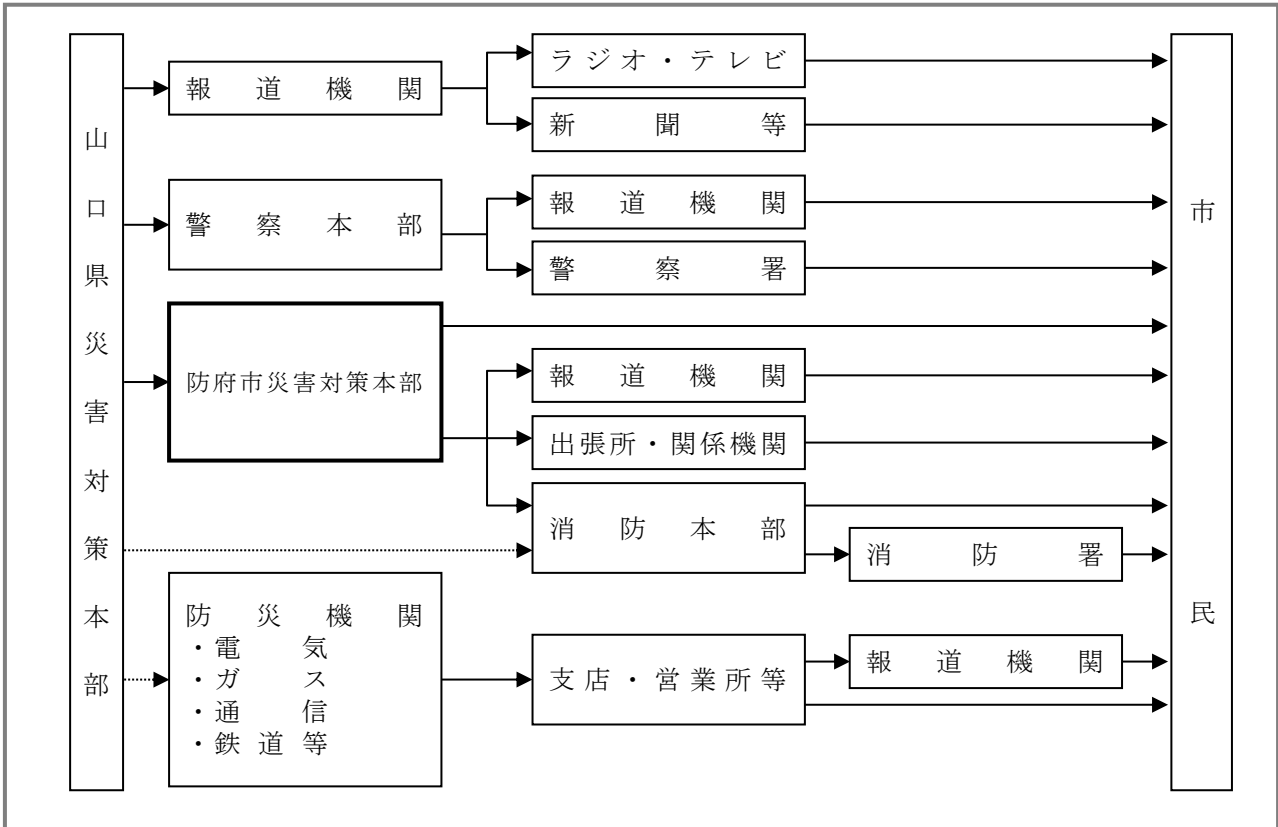 山口県災害対策本部
報道機関
ラジオ・テレビ
新聞等
警察本部
報道機関
警察署
防府市災害対策本部
報道機関
出張所・関係機関
消防本部
消防署
防災機関
・電気
・ガス
・通信
・鉄道等
支店・営業所等
報道機関
市民